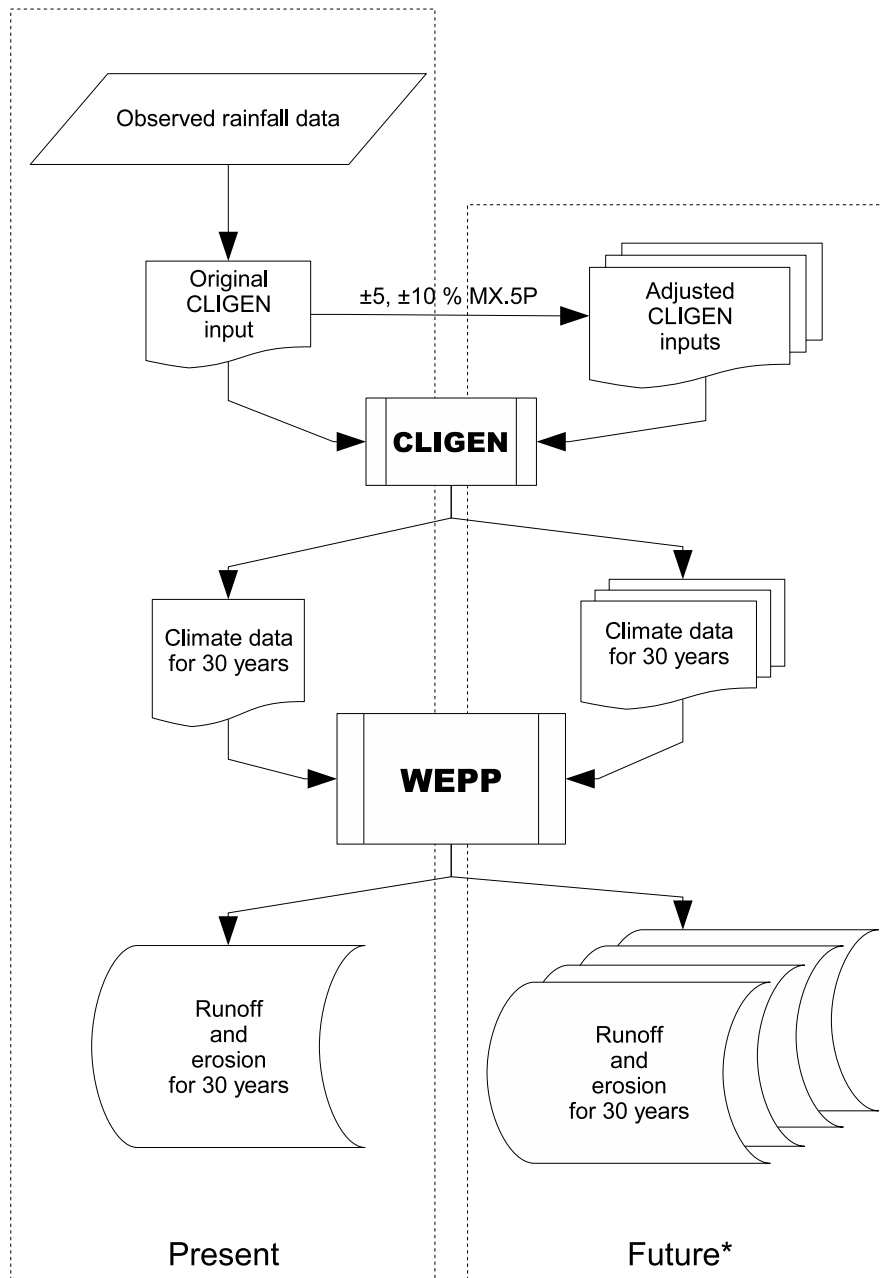 Observed rainfall data
Original
CLIGEN
input
±5, ±10 % MX.5P
Adjusted
CLIGEN
inputs
CLIGEN
Climate data
for 30 years
Climate data
for 30 years
WEPP
Runoff
and
erosion
for 30 years
Runoff
and
erosion
for 30 years
Present
Future*